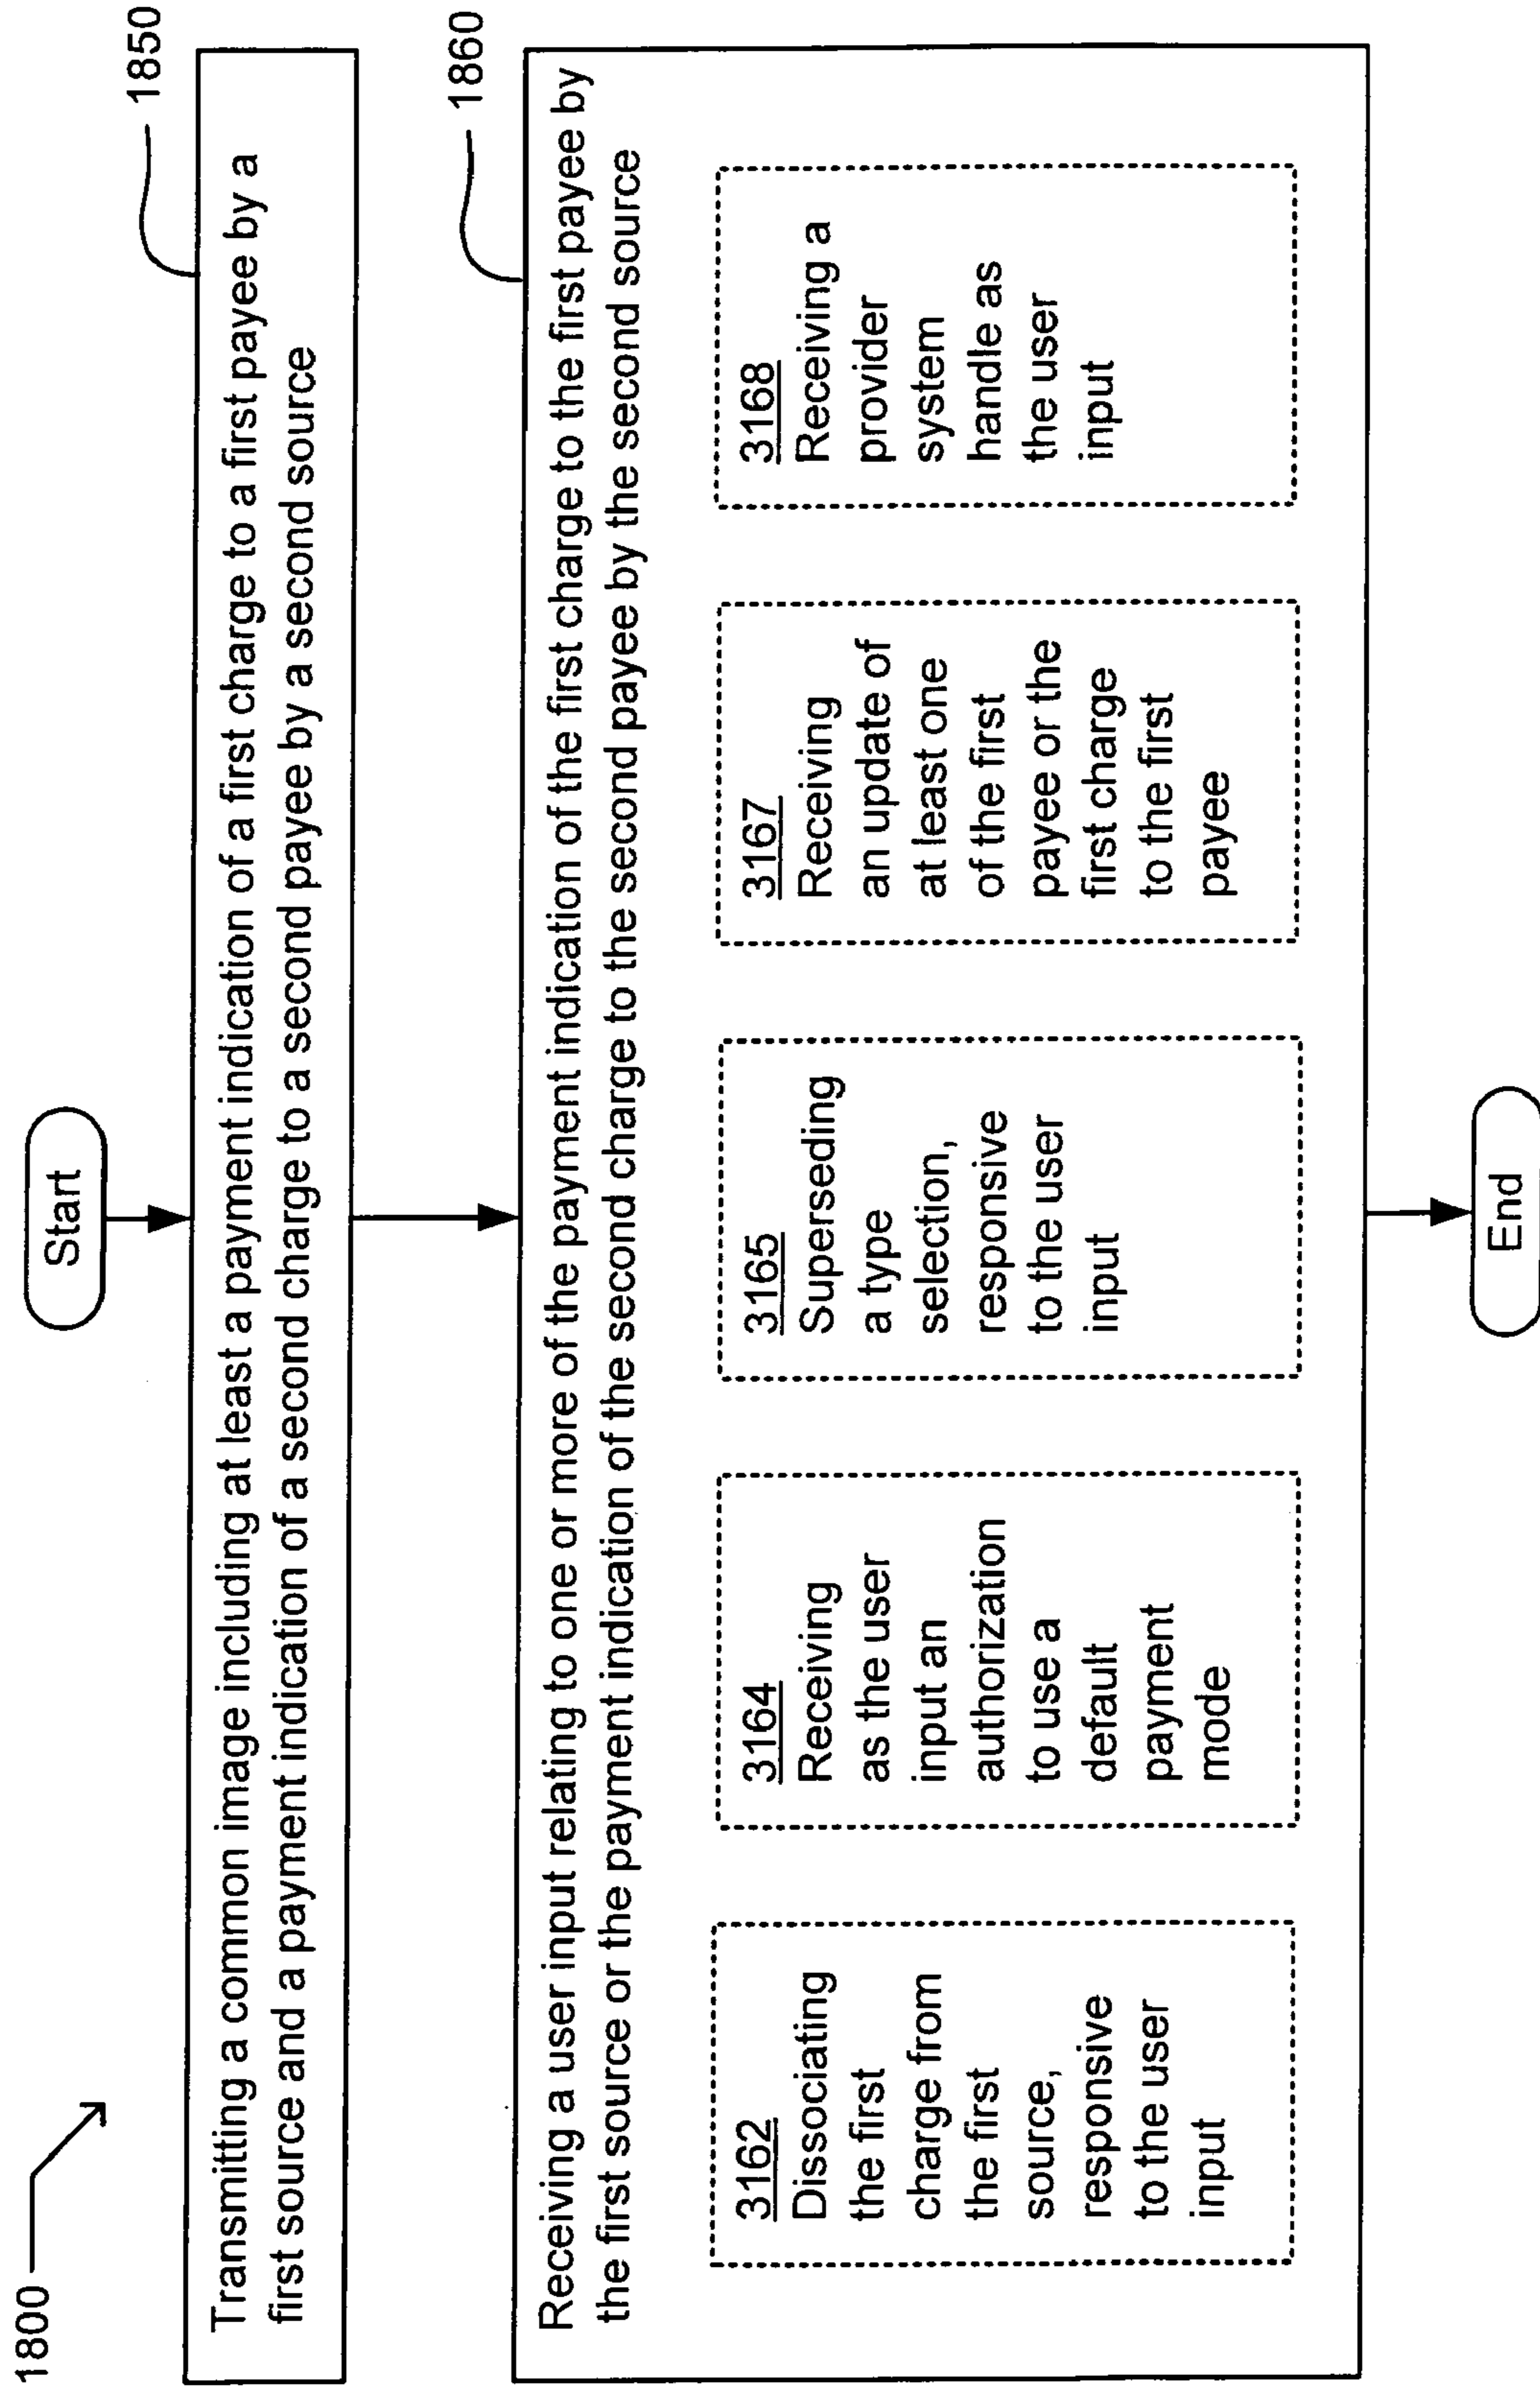 1800
Start
1850
Transmitting a common image including at least a payment indication of a first charge to a first payee by a
first source and a payment indication of a second charge to a second payee by a second source
1860
Receiving a user input relating to one or more of the payment indication of the first charge to the first payee by
the first source or the payment indication of the second charge to the second payee by the second source
3162
Dissociating
the first
charge from
the first
source,
responsive
to the user
input
3164
Receiving
as the user
input an
authorization
to use a
default
payment
mode
3165
Superseding
a type
selection,
responsive
to the user
input
3167
Receiving
an update of
at least one
of the first
payee or the
first charge
to the first
payee
3168
Receiving a
provider
system
handle as
the user
input
End